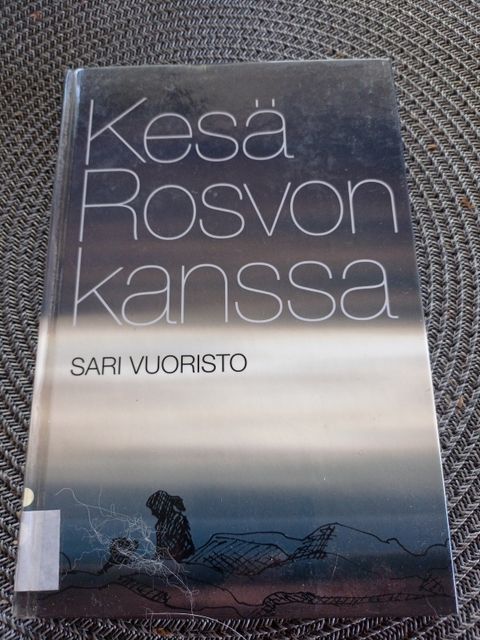 Kesä
Rosvon
kanssa
SARI VUORISTO